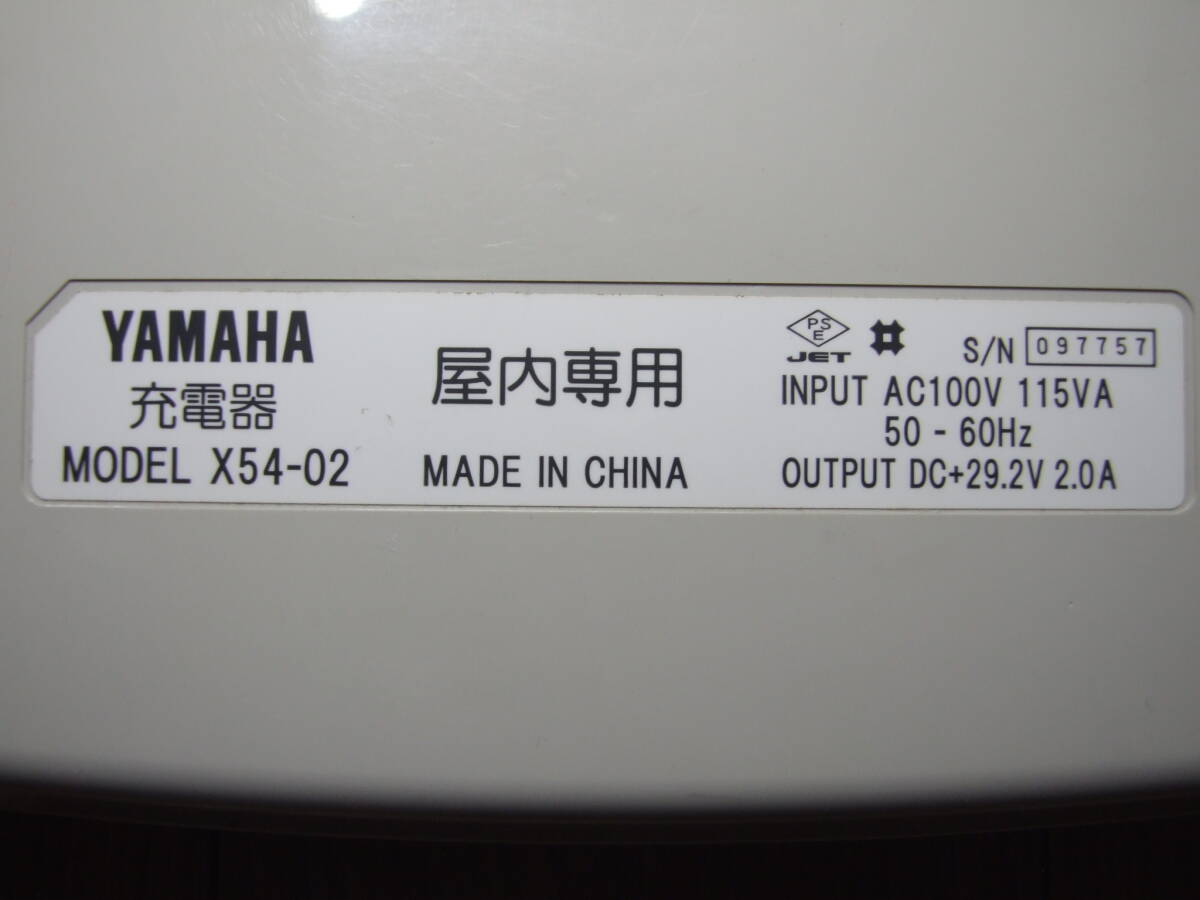 YAMAHA
充電器
MODEL X54-02
屋内専用
MADE IN CHINA
PSE
JET
S/N 097757
INPUT AC100V 115VA
50 - 60Hz
OUTPUT DC+29.2V 2.0A